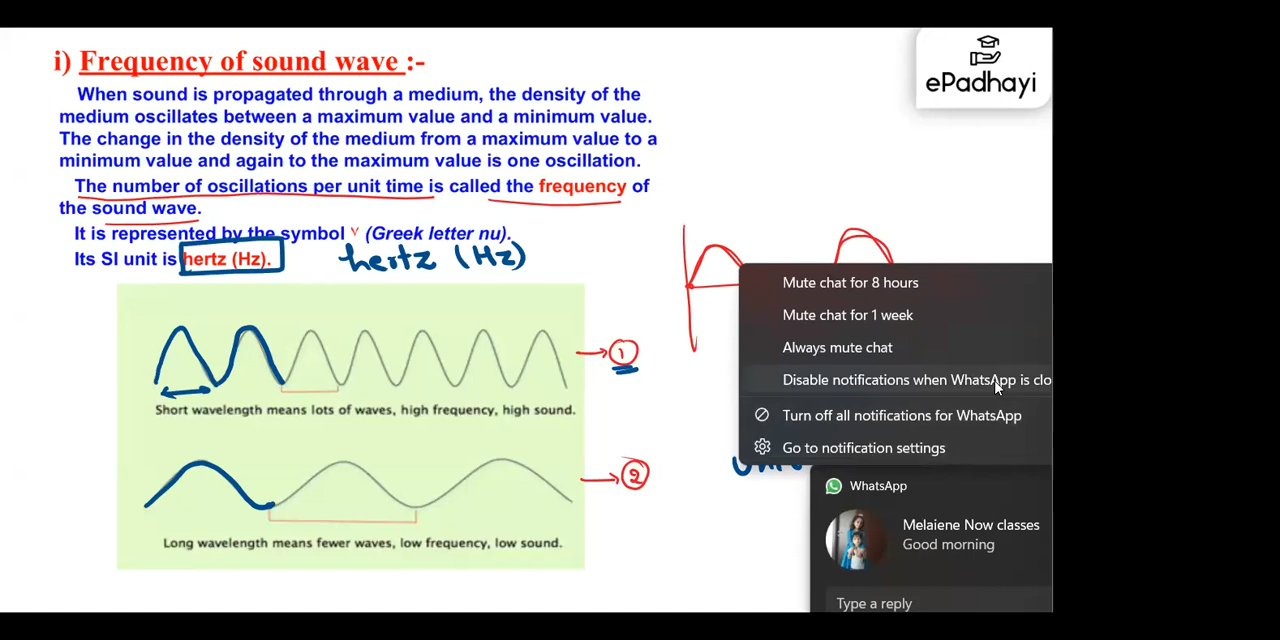 i) Frequency of sound wave :-
ePadhayi
When sound is propagated through a medium, the density of the
medium oscillates between a maximum value and a minimum value.
The change in the density of the medium from a maximum value to a
minimum value and again to the maximum value is one oscillation.
The number of oscillations per unit time is called the frequency of
the sound wave.
It is represented by the symbol ν (Greek letter nu).
Its SI unit is hertz (Hz).
hertz (Hz)
1
Short wavelength means lots of waves, high frequency, high sound.
2
Long wavelength means fewer waves, low frequency, low sound.
Mute chat for 8 hours
Mute chat for 1 week
Always mute chat
Disable notifications when WhatsApp is clo
Turn off all notifications for WhatsApp
Go to notification settings
WhatsApp
Melaiene Now classes
Good morning
Type a reply